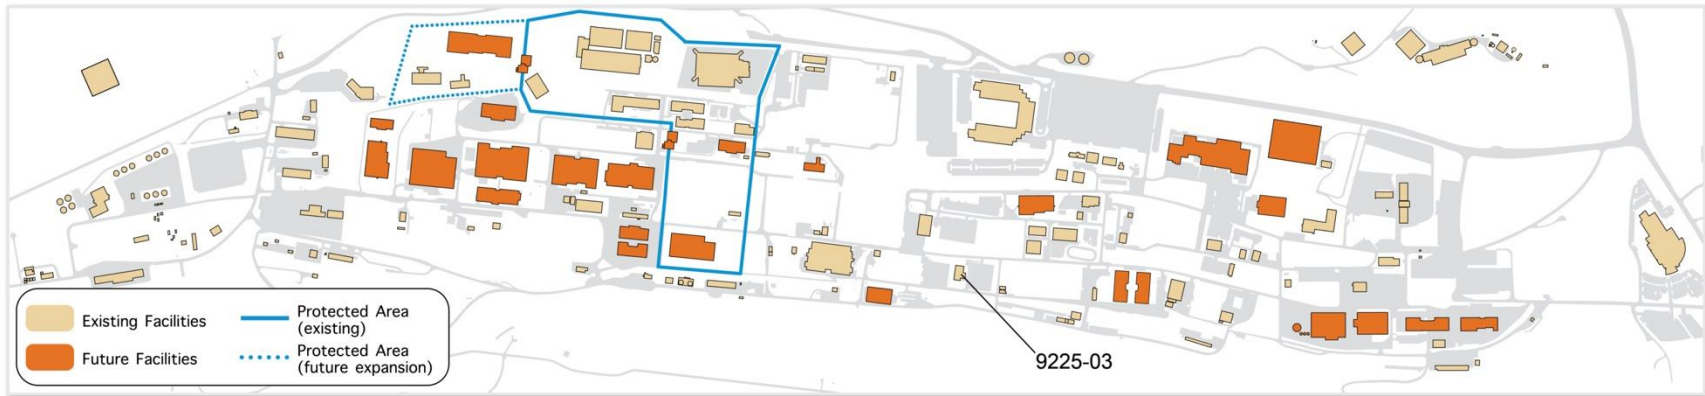 Existing Facilities
Future Facilities
Protected Area
(existing)
Protected Area
(future expansion)
9225-03